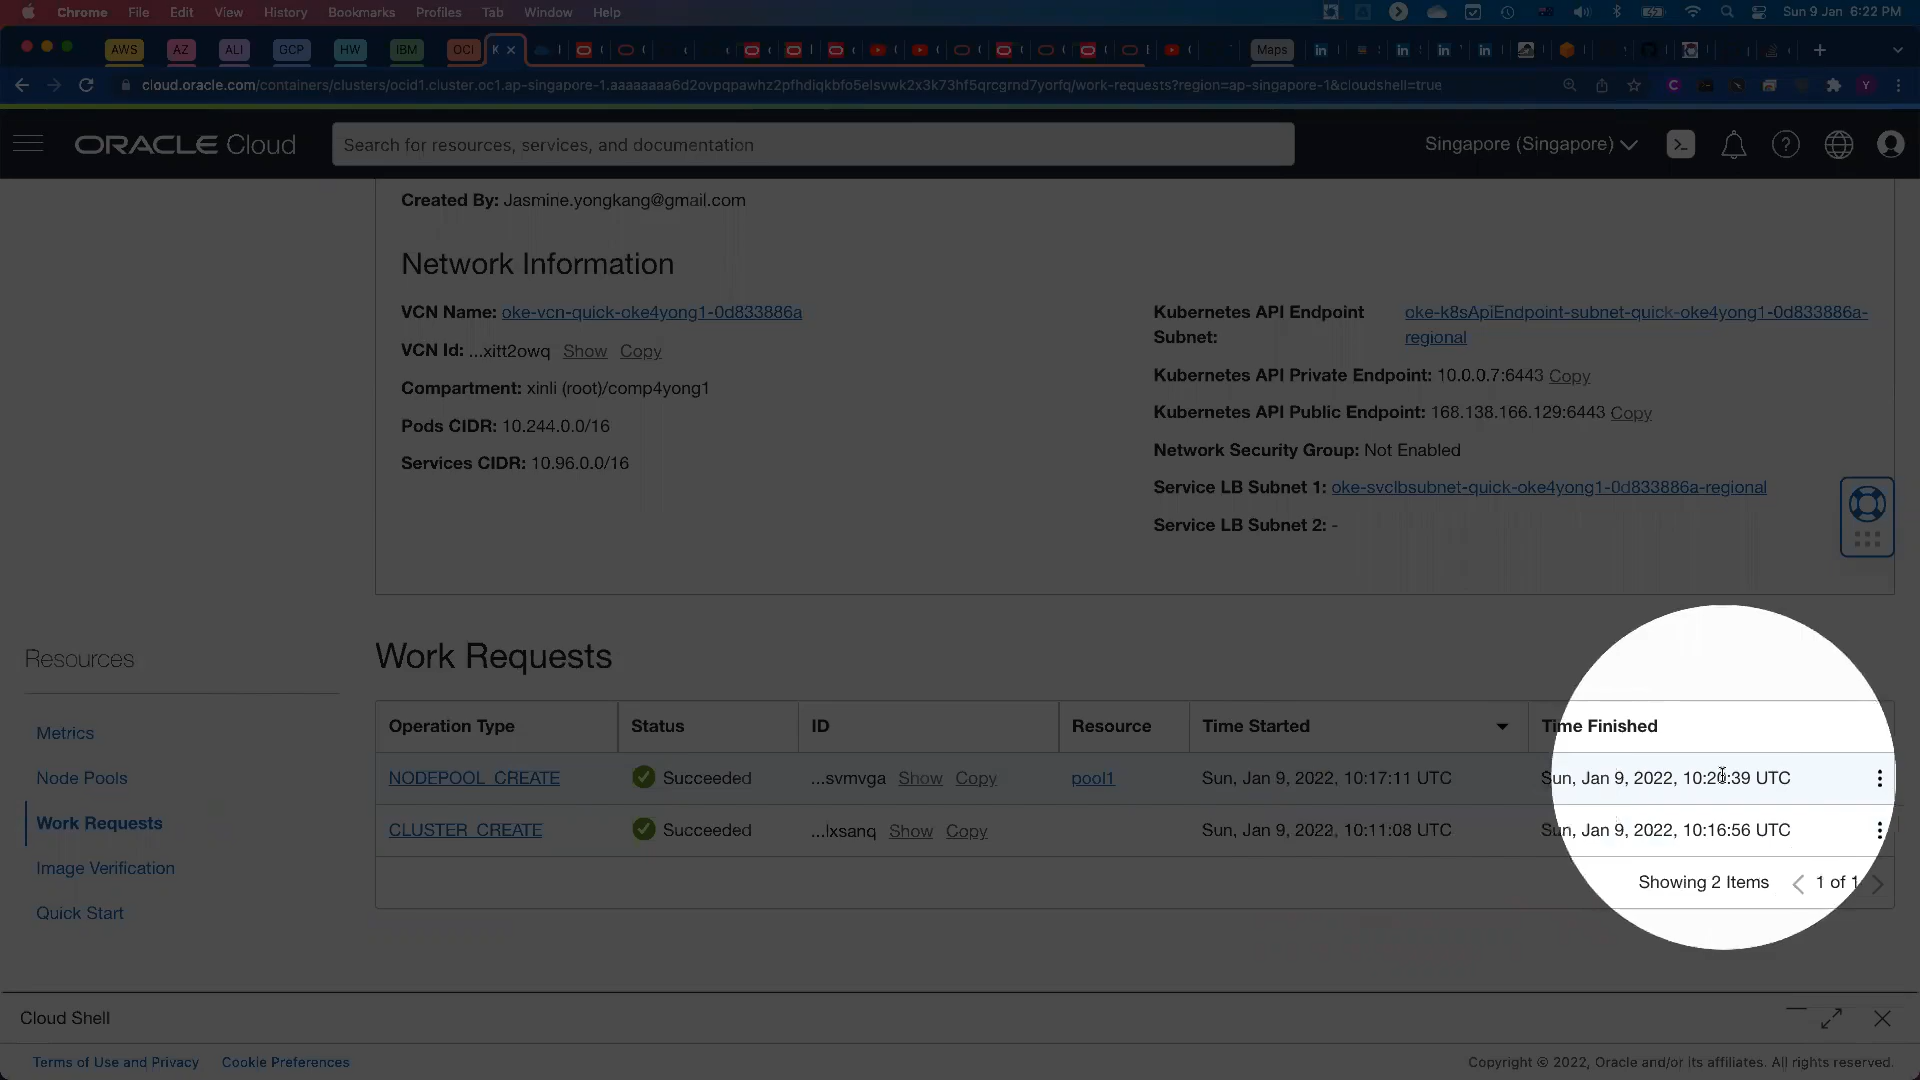 Chrome File Edit View History Bookmarks Profiles Tab Window Help Sun 9 Jan 6:22 PM
AWS AZ ALI GCP HW IBM OCI K Maps
cloud.oracle.com/containers/clusters/ocid1.cluster.oc1.ap-singapore-1.aaaaaaaa6d2ovpqpawhz2pfhdiqkbfo5elsvwk2x3k73hf5qrcgrnd7yorfq/work-requests?region=ap-singapore-1&cloudshell=true
ORACLE Cloud Search for resources, services, and documentation Singapore (Singapore)
Created By: Jasmine.yongkang@gmail.com
Network Information
VCN Name: oke-vcn-quick-oke4yong1-0d833886a
VCN Id: ...xitt2owq Show Copy
Compartment: xinli (root)/comp4yong1
Pods CIDR: 10.244.0.0/16
Services CIDR: 10.96.0.0/16
Kubernetes API Endpoint Subnet: oke-k8sApiEndpoint-subnet-quick-oke4yong1-0d833886a-regional
Kubernetes API Private Endpoint: 10.0.0.7:6443 Copy
Kubernetes API Public Endpoint: 168.138.166.129:6443 Copy
Network Security Group: Not Enabled
Service LB Subnet 1: oke-svclbsubnet-quick-oke4yong1-0d833886a-regional
Service LB Subnet 2: -
Resources
Metrics
Node Pools
Work Requests
Image Verification
Quick Start
Work Requests
Operation Type Status ID Resource Time Started Time Finished
NODEPOOL_CREATE Succeeded ...svmvga Show Copy pool1 Sun, Jan 9, 2022, 10:17:11 UTC Sun, Jan 9, 2022, 10:20:39 UTC
CLUSTER_CREATE Succeeded ...lxsanq Show Copy Sun, Jan 9, 2022, 10:11:08 UTC Sun, Jan 9, 2022, 10:16:56 UTC
Showing 2 Items 1 of 1
Cloud Shell
Terms of Use and Privacy Cookie Preferences Copyright © 2022, Oracle and/or its affiliates. All rights reserved.